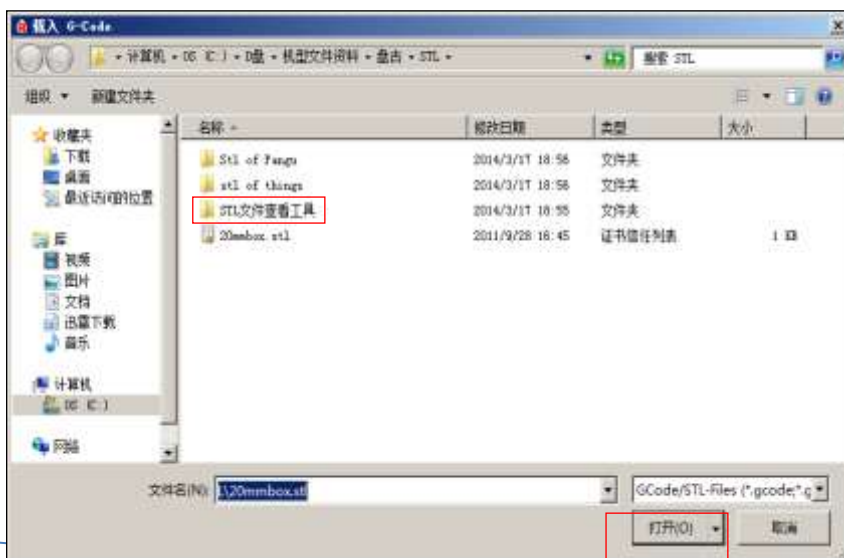 载入 G-Code
计算机 ▸ OS (C:) ▸ D盘 ▸ 机型文件资料 ▸ 盘古 ▸ STL ▸
搜索 STL
组织 ▾ 新建文件夹
名称 修改日期 类型 大小
收藏夹
下载
桌面
最近访问的位置
库
视频
图片
文档
迅雷下载
音乐
计算机
OS (C:)
网络
Stl of Pangu 2014/3/17 18:56 文件夹
stl of things 2014/3/17 18:56 文件夹
STL文件查看工具 2014/3/17 18:55 文件夹
20mmbox.stl 2011/9/28 16:45 证书信任列表 1 KB
文件名(N): L\20mmbox.stl
GCode/STL-Files (*.gcode;*.g
打开(O) 取消